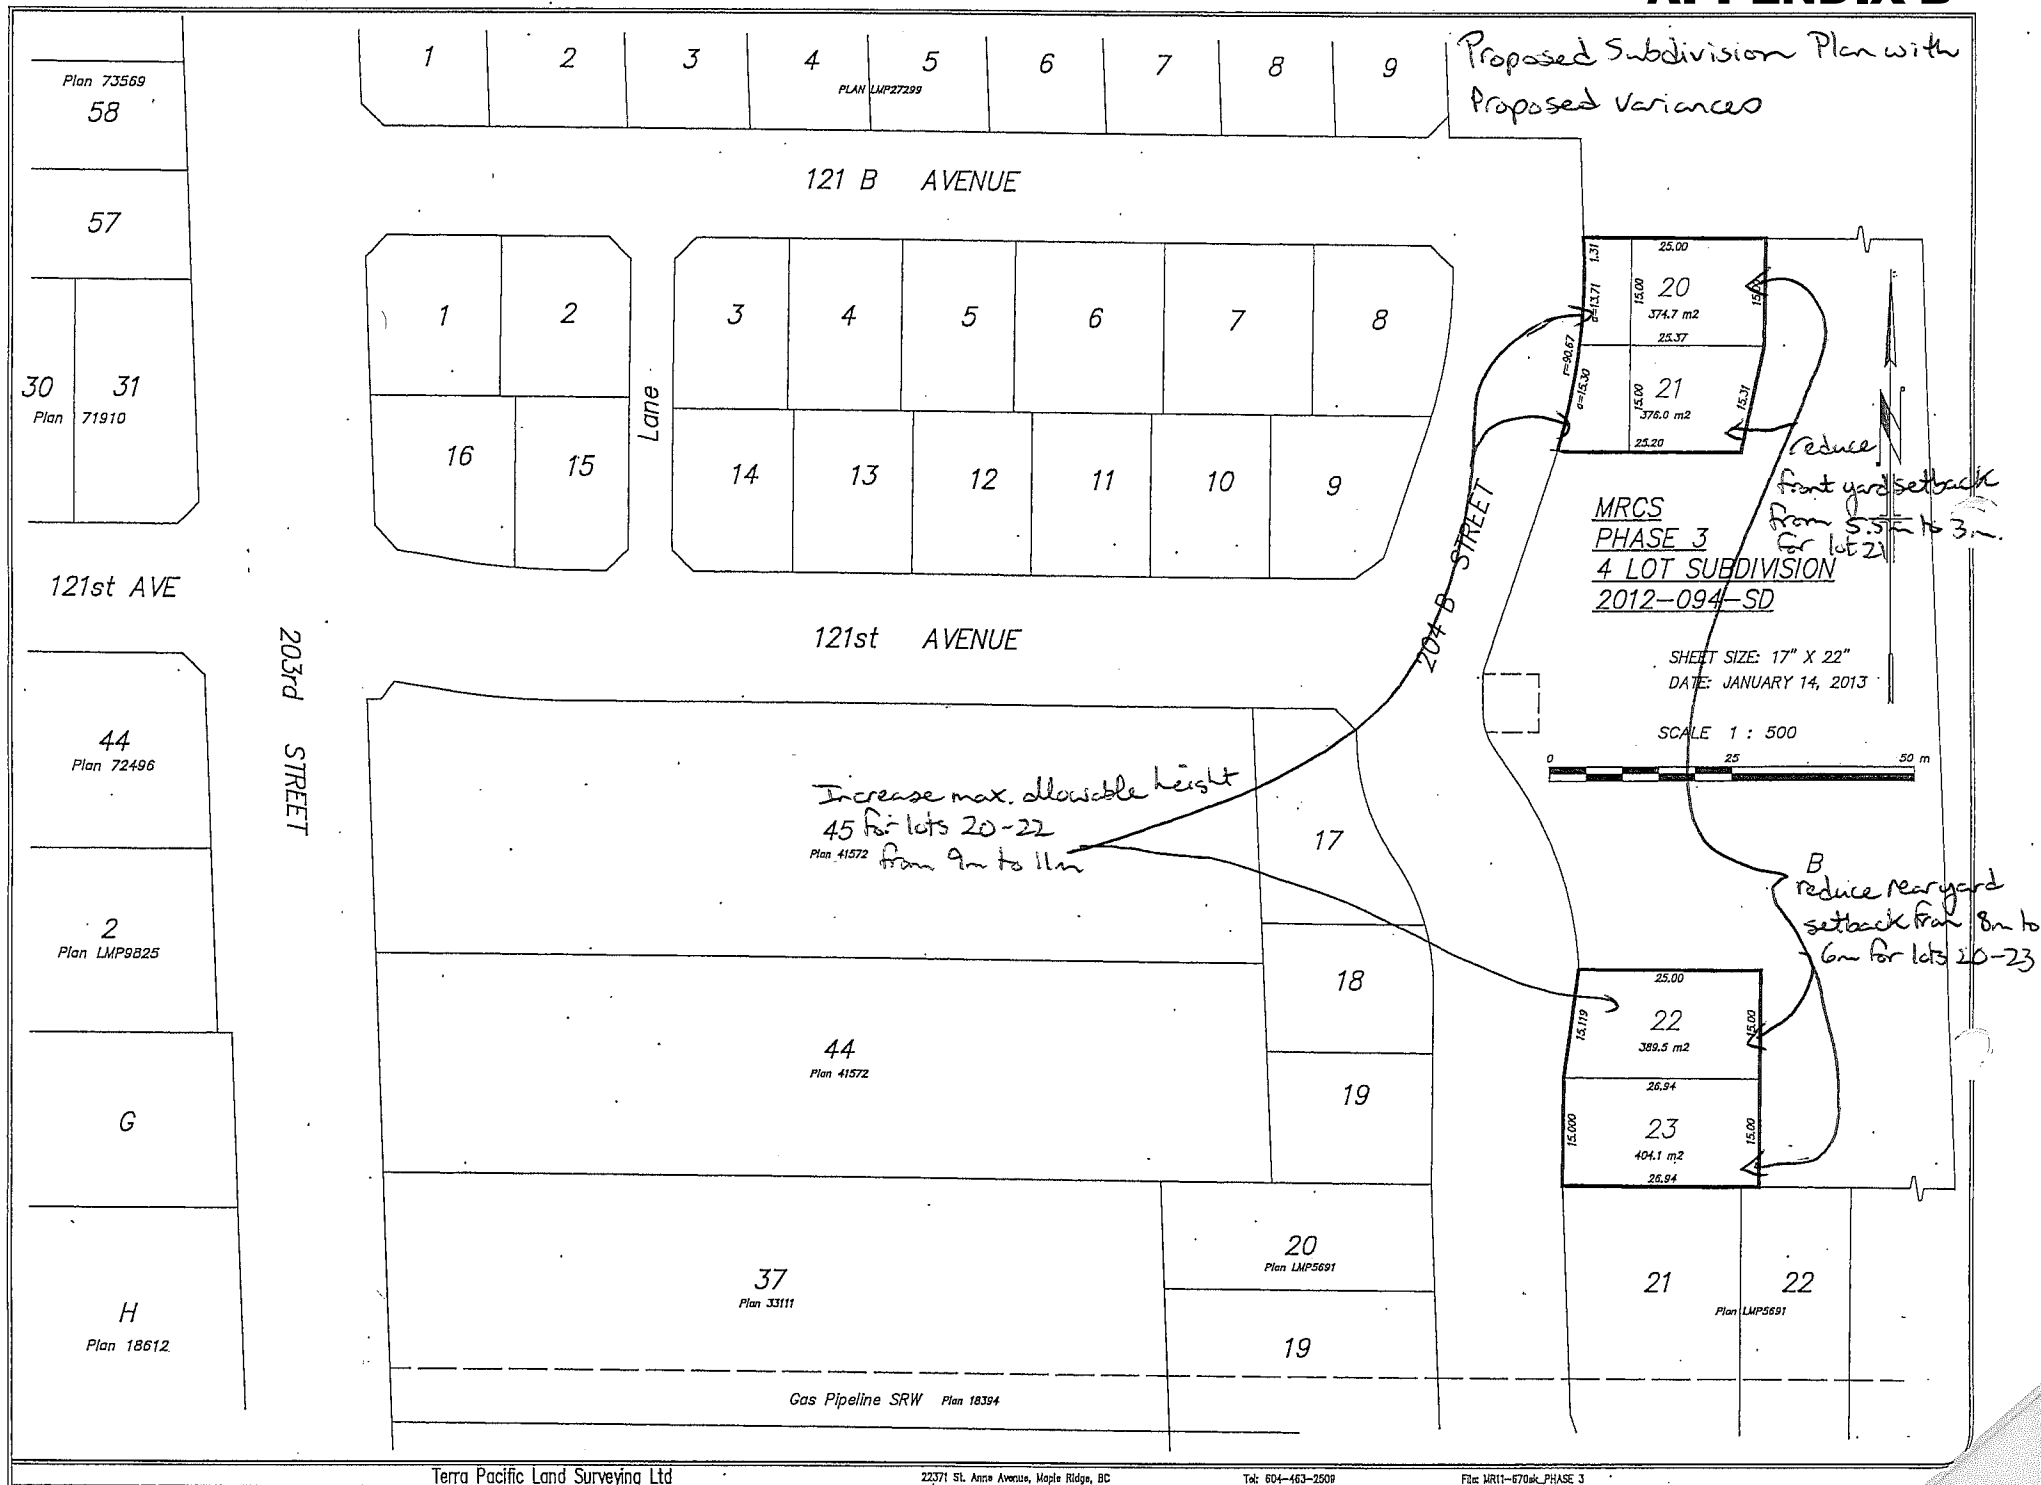 Proposed Subdivision Plan with
Proposed Variances
Plan 73569
58
57
30
31
Plan 71910
121st AVE
44
Plan 72496
2
Plan LMP9825
G
H
Plan 18612
203rd STREET
1
2
3
4
5
6
7
8
9
PLAN LMP27299
121 B AVENUE
1
2
3
4
5
6
7
8
16
15
Lane
14
13
12
11
10
9
121st AVENUE
204 B STREET
Increase max. allowable height
45 for lots 20-22
Plan 41572 from 9m to 11m
17
18
19
44
Plan 41572
37
Plan 33111
20
Plan LMP5691
19
Gas Pipeline SRW Plan 18394
1.31
25.00
a=13.71
15.00
20
374.7 m2
25.37
r=90.67
a=15.30
15.00
21
376.0 m2
15.31
25.20
reduce
front yard setback
from 5.5m to 3m.
for lot 21
MRCS
PHASE 3
4 LOT SUBDIVISION
2012-094-SD
SHEET SIZE: 17" X 22"
DATE: JANUARY 14, 2013
SCALE 1 : 500
0 25 50 m
B
reduce rear yard
setback from 8m to
6m for lots 20-23
25.00
15.119
22
389.5 m2
15.00
26.94
15.000
23
404.1 m2
15.00
26.94
21
22
Plan LMP5691
Terra Pacific Land Surveying Ltd
22371 St. Anne Avenue, Maple Ridge, BC
Tel: 604-463-2509
File: MR11-670sk_PHASE 3